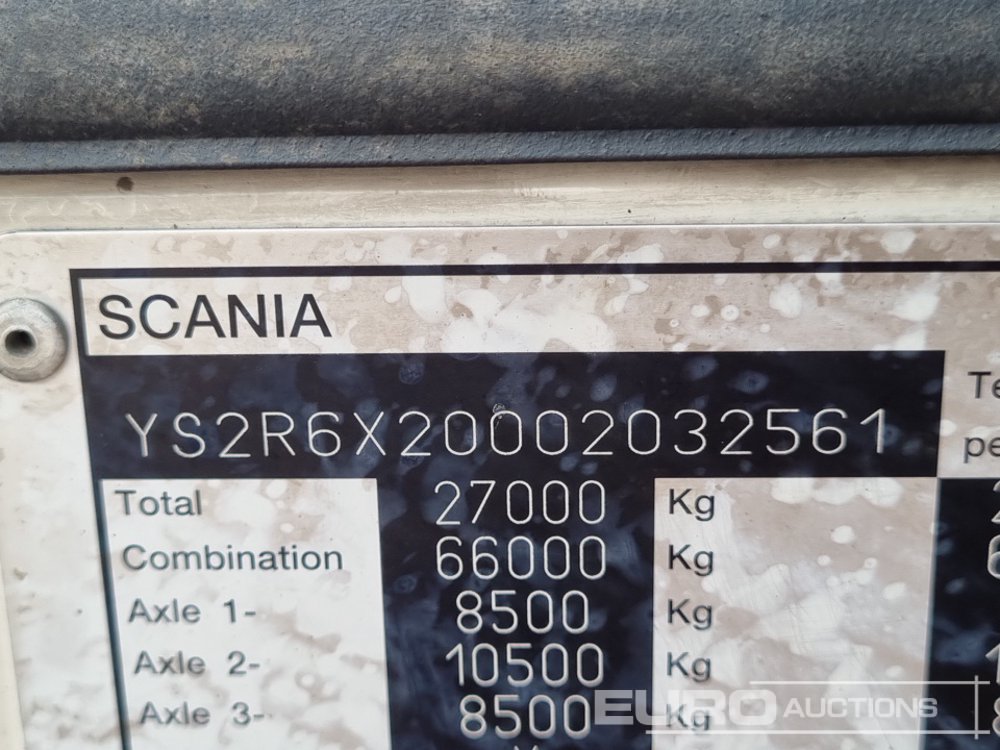 SCANIA
YS2R6X20002032561
Total 27000 Kg
Combination 66000 Kg
Axle 1- 8500 Kg
Axle 2- 10500 Kg
Axle 3- 8500 Kg
EURO AUCTIONS